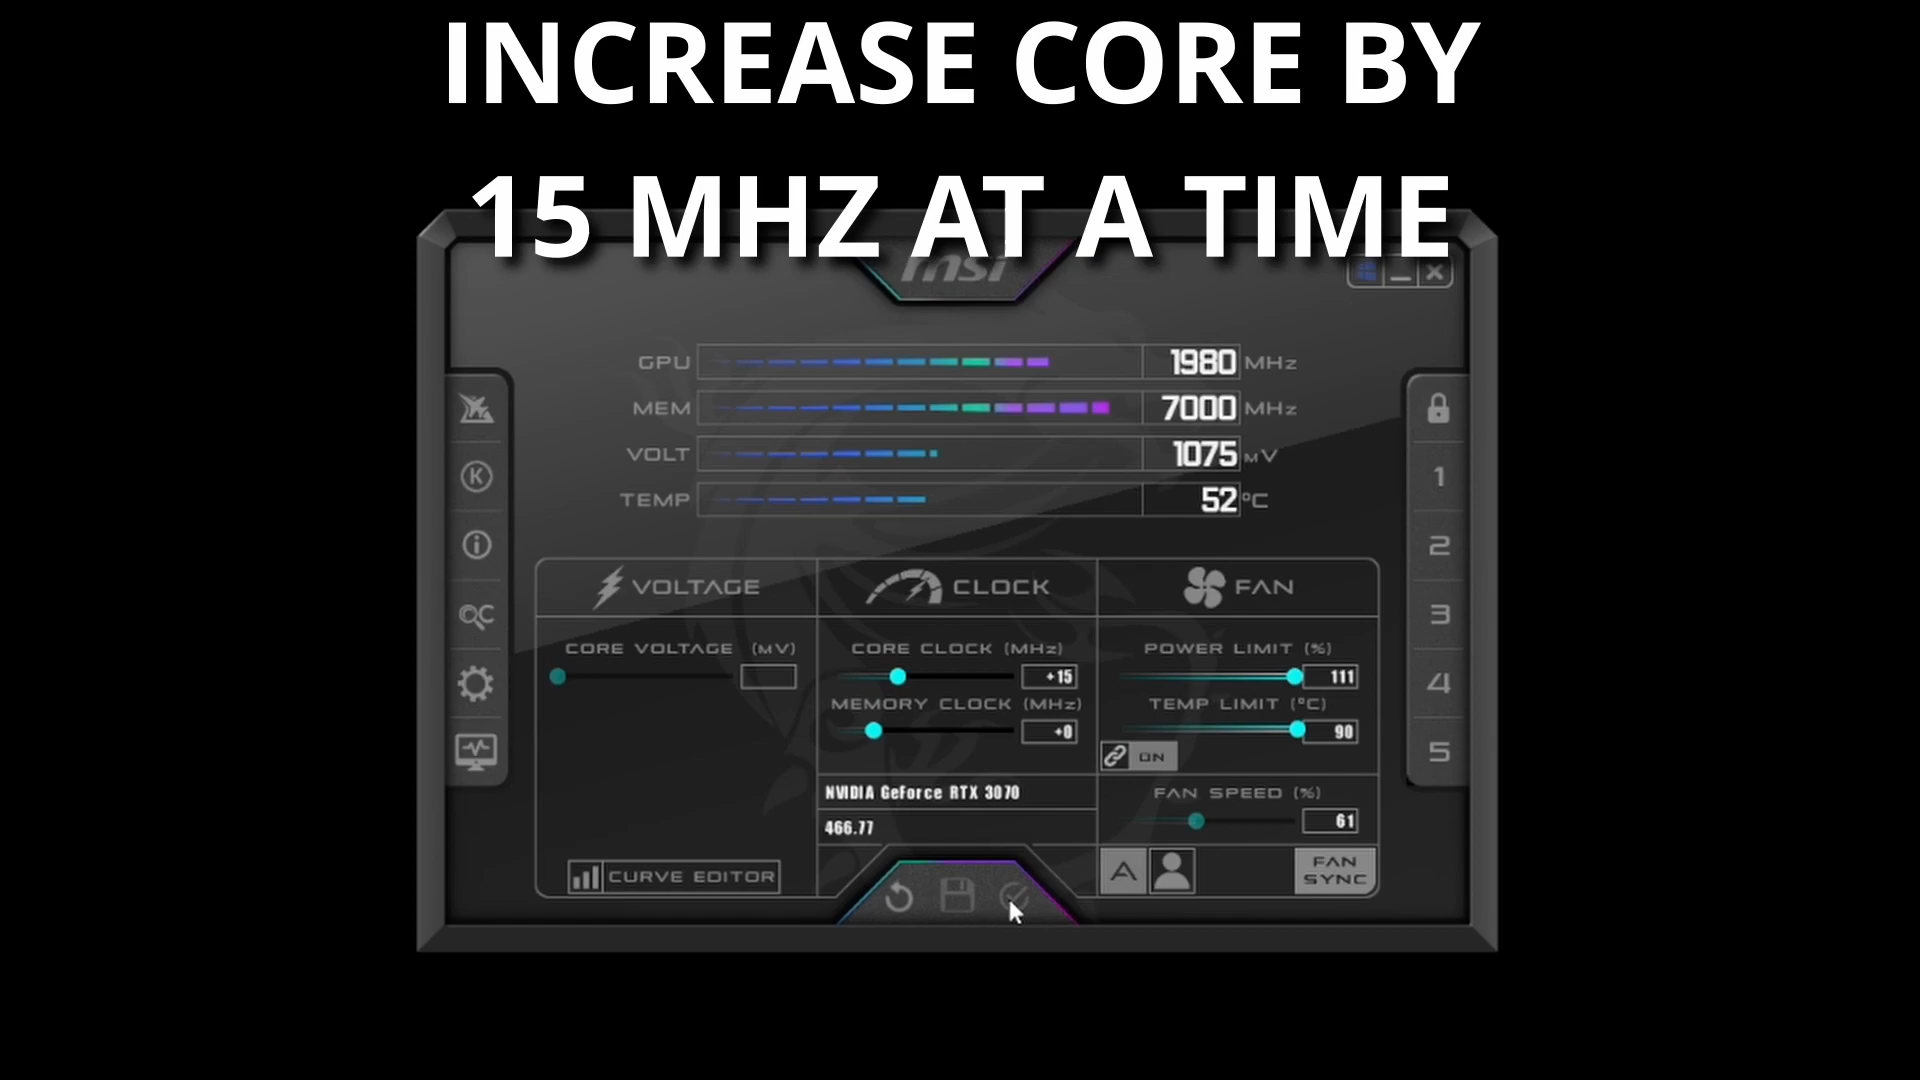 INCREASE CORE BY
15 MHZ AT A TIME
msi
GPU 1980 MHz
MEM 7000 MHz
VOLT 1075 MV
TEMP 52 °C
K
i
OC
1
2
3
4
5
VOLTAGE
CORE VOLTAGE (MV)
CURVE EDITOR
CLOCK
CORE CLOCK (MHz)
+15
MEMORY CLOCK (MHz)
+0
NVIDIA GeForce RTX 3070
466.77
FAN
POWER LIMIT (%)
111
TEMP LIMIT (°C)
90
ON
FAN SPEED (%)
61
A
FAN
SYNC